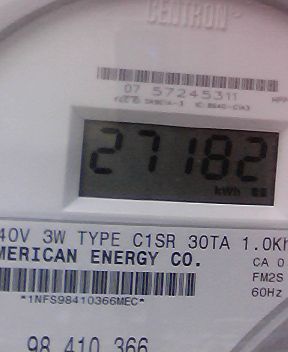 CENTRON
07 57245311
27182
kWh
40V 3W TYPE C1SR 30TA 1.0Kh
MERICAN ENERGY CO.
CA 0
FM2S
60Hz
*1NFS98410366MEC*
98 410 366